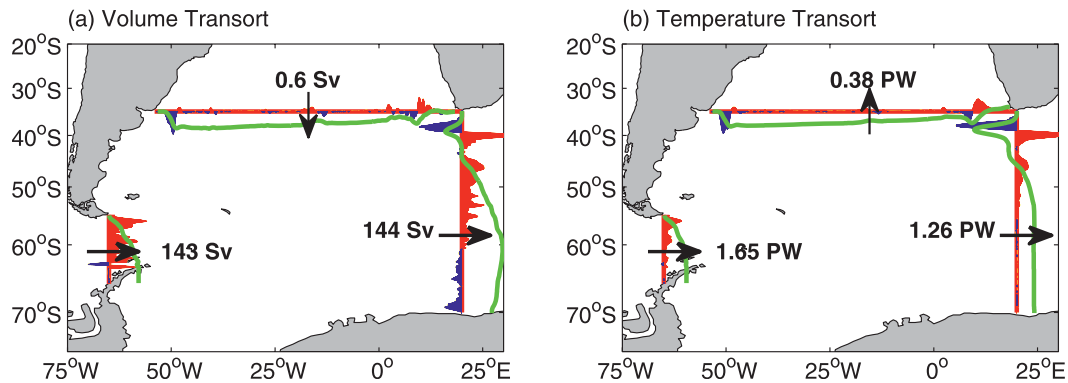 (a) Volume Transort
20°S
30°S
40°S
50°S
60°S
70°S
75°W
50°W
25°W
0°
25°E
0.6 Sv
144 Sv
143 Sv
(b) Temperature Transort
20°S
30°S
40°S
50°S
60°S
70°S
75°W
50°W
25°W
0°
25°E
0.38 PW
1.26 PW
1.65 PW